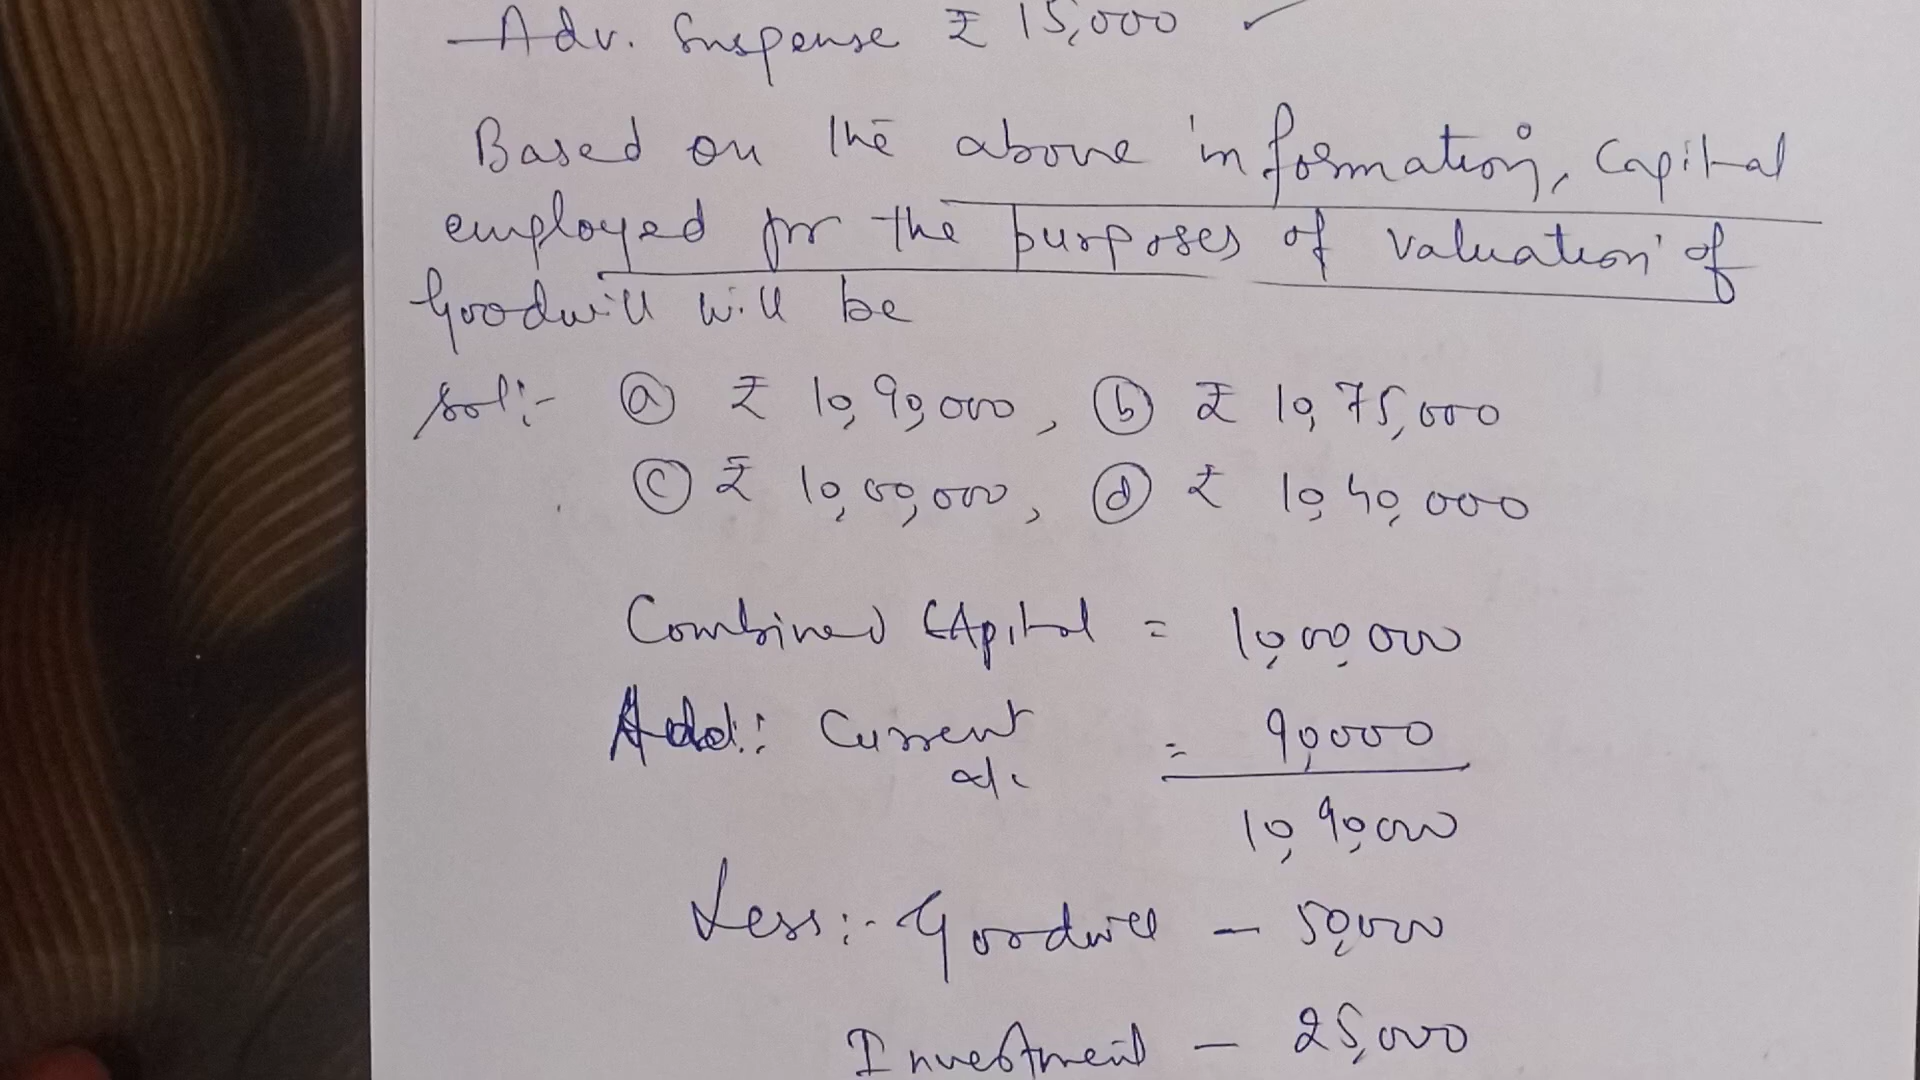 Adv. Suspense ₹ 15,000 ✓
Based on the above information, Capital
employed for the purposes of valuation of
Goodwill will be
Sol:- (a) ₹ 10,90,000, (b) ₹ 10,75,000
(c) ₹ 10,00,000, (d) ₹ 10,40,000
Combined CApital = 10,00,000
Add: Current a/c = 90,000
10,90,000
Less:- Goodwill - 50,000
Investment - 25,000